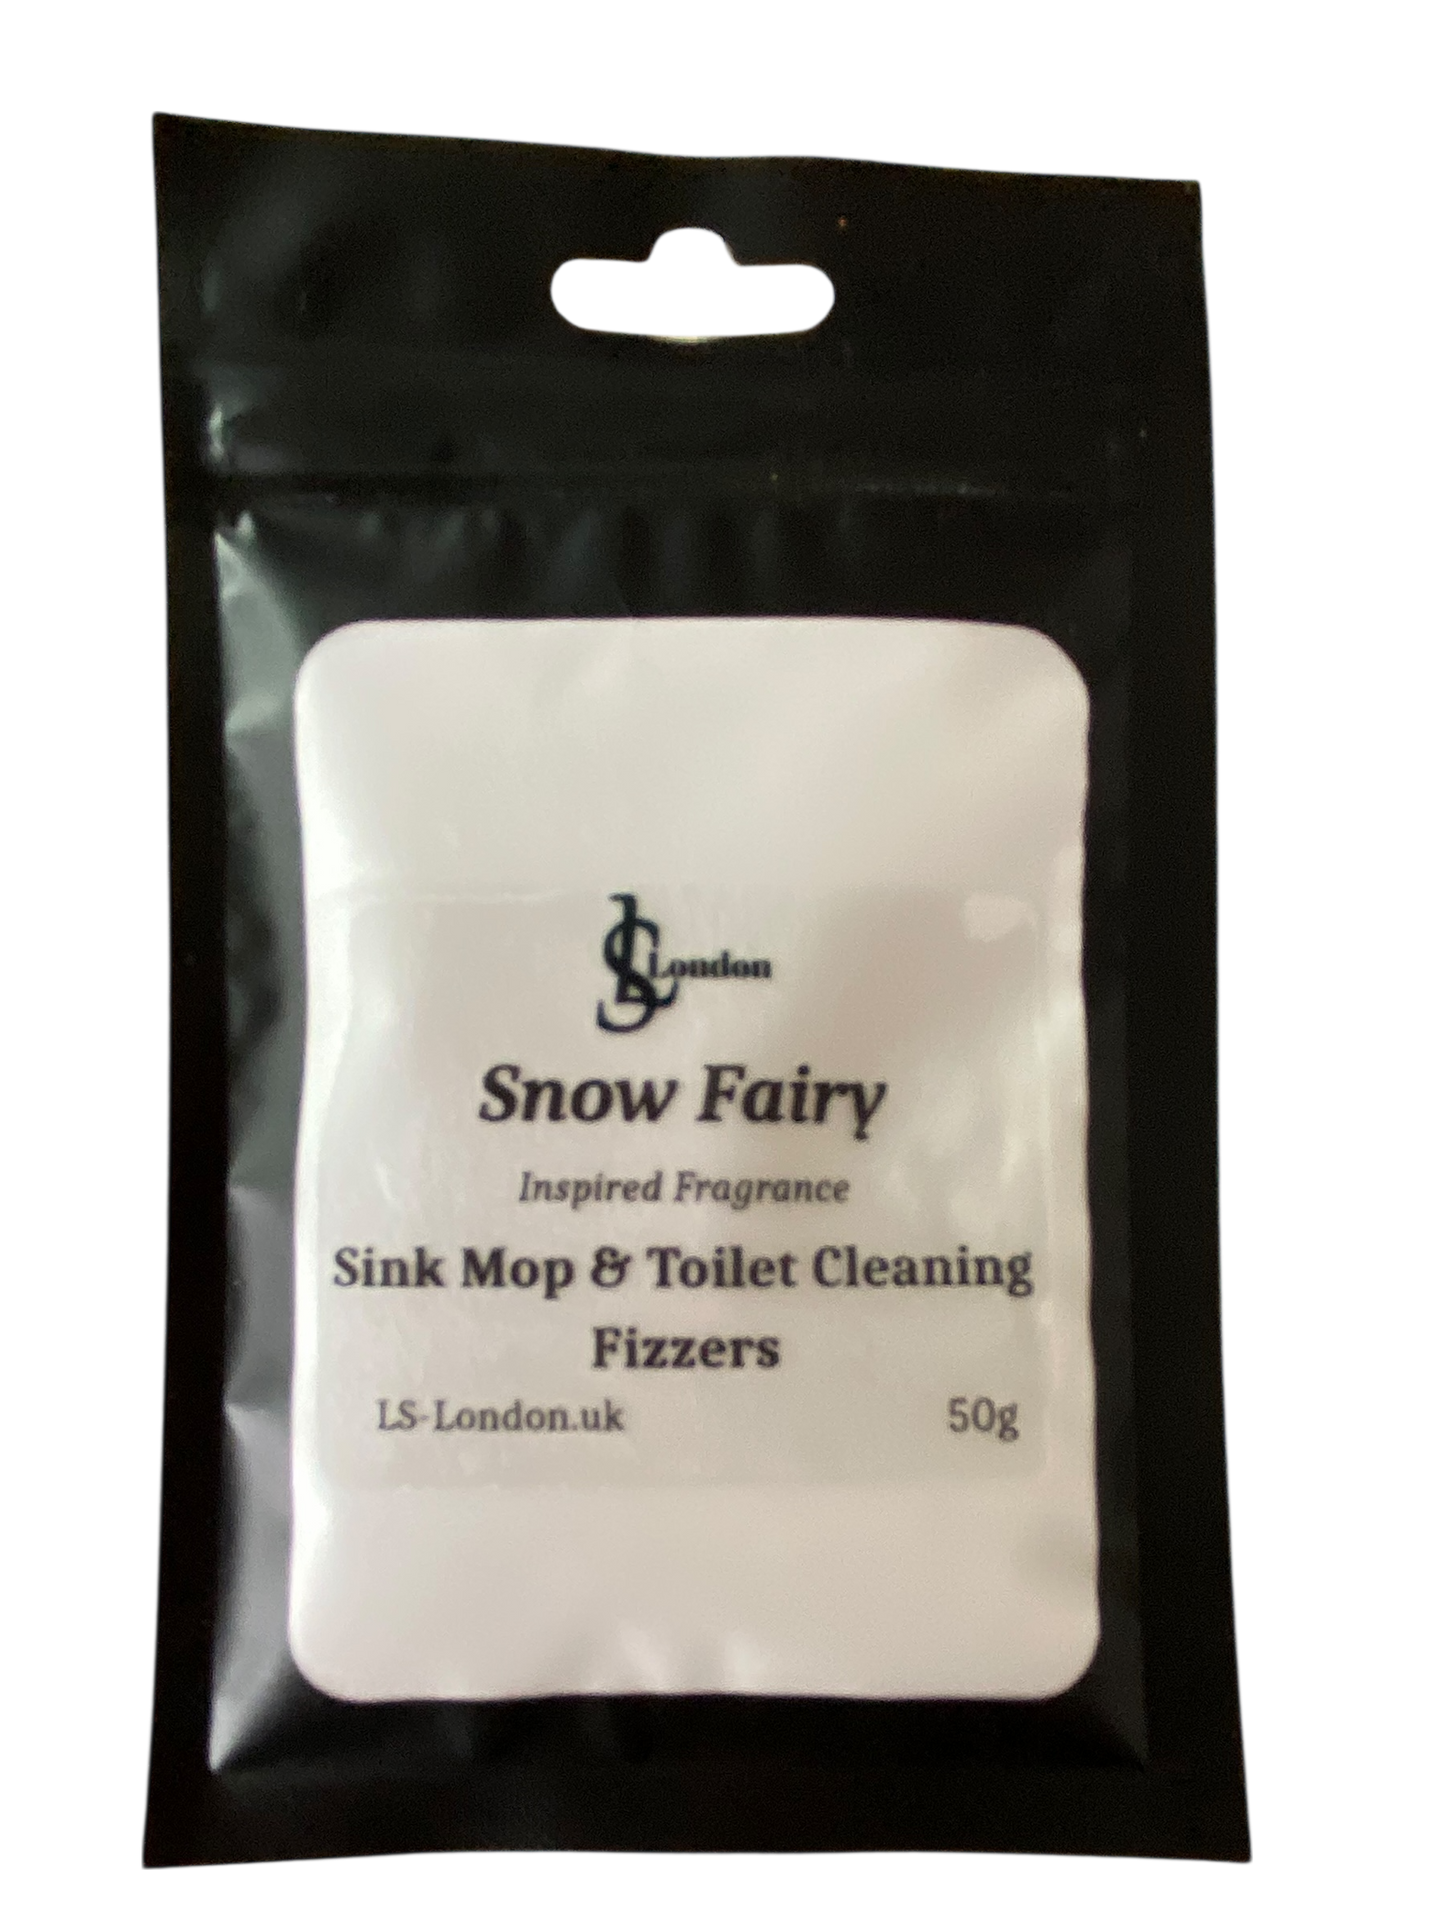 LS London
Snow Fairy
Inspired Fragrance
Sink Mop & Toilet Cleaning
Fizzers
LS-London.uk 50g